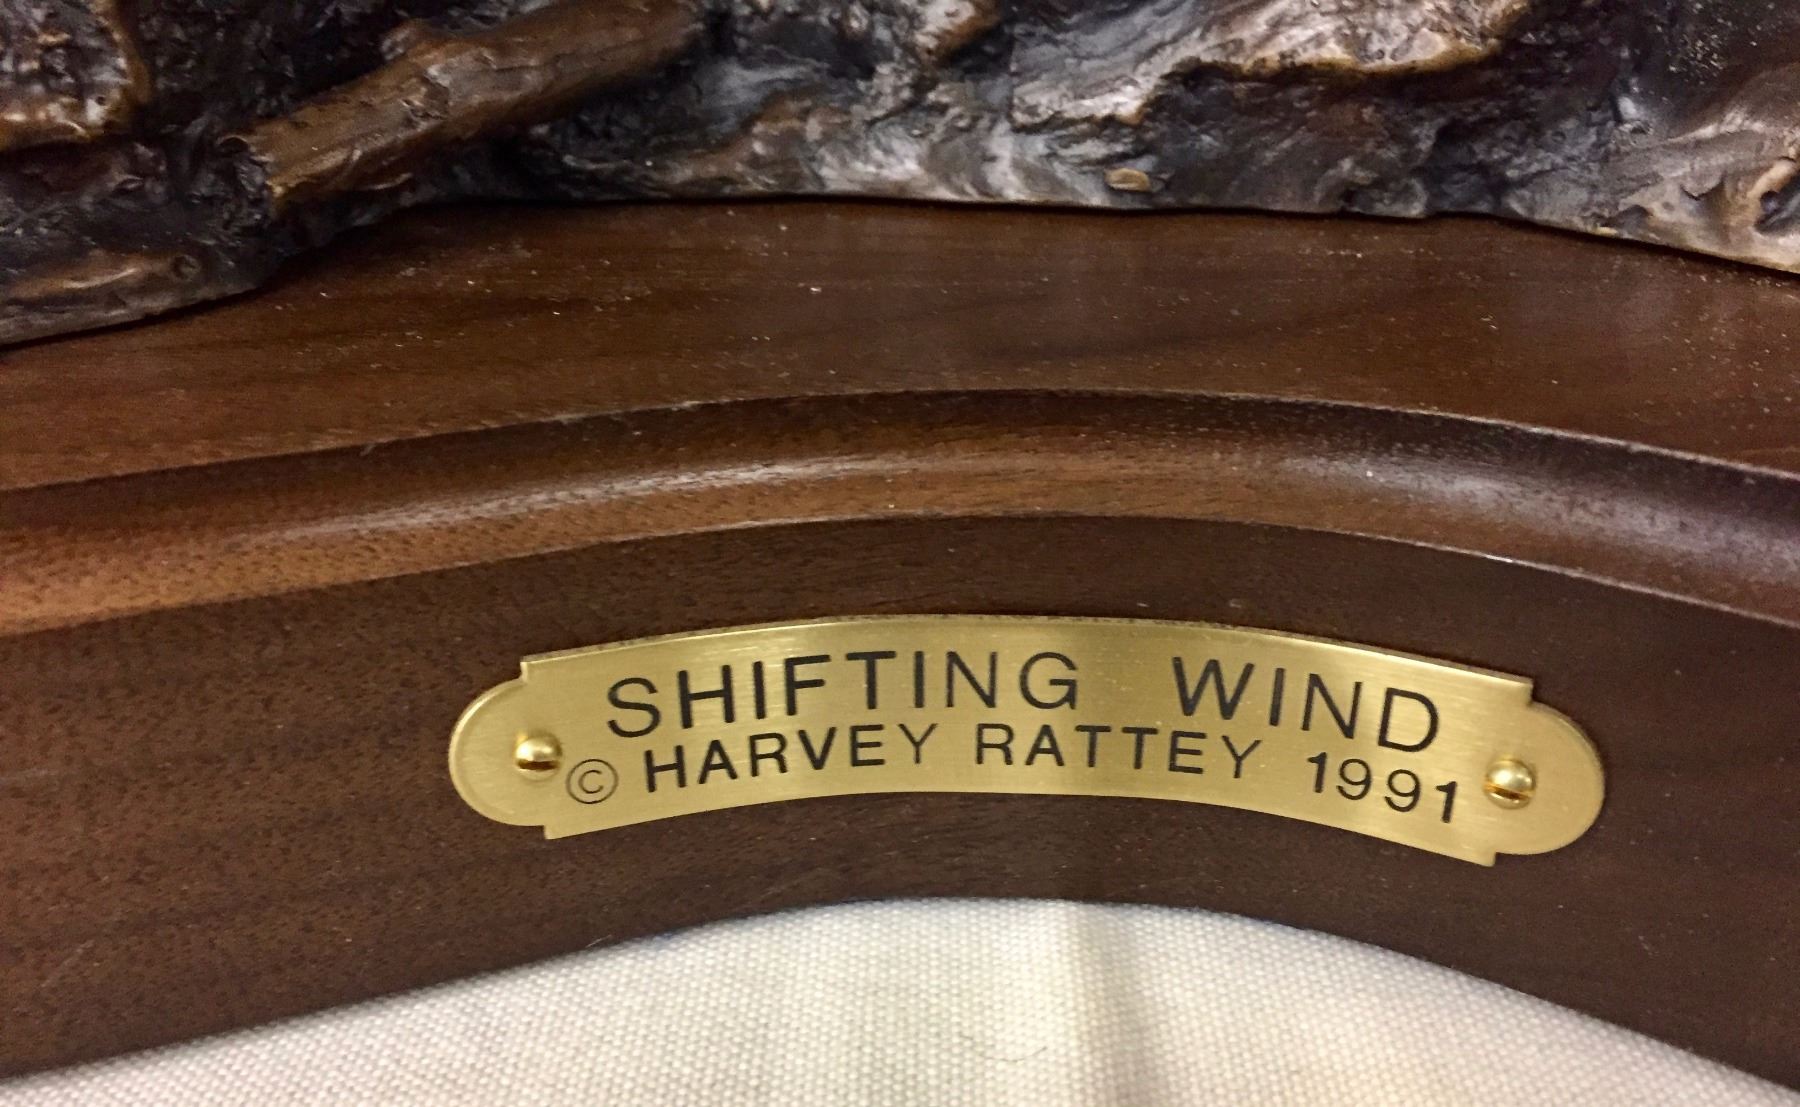 SHIFTING WIND
© HARVEY RATTEY 1991